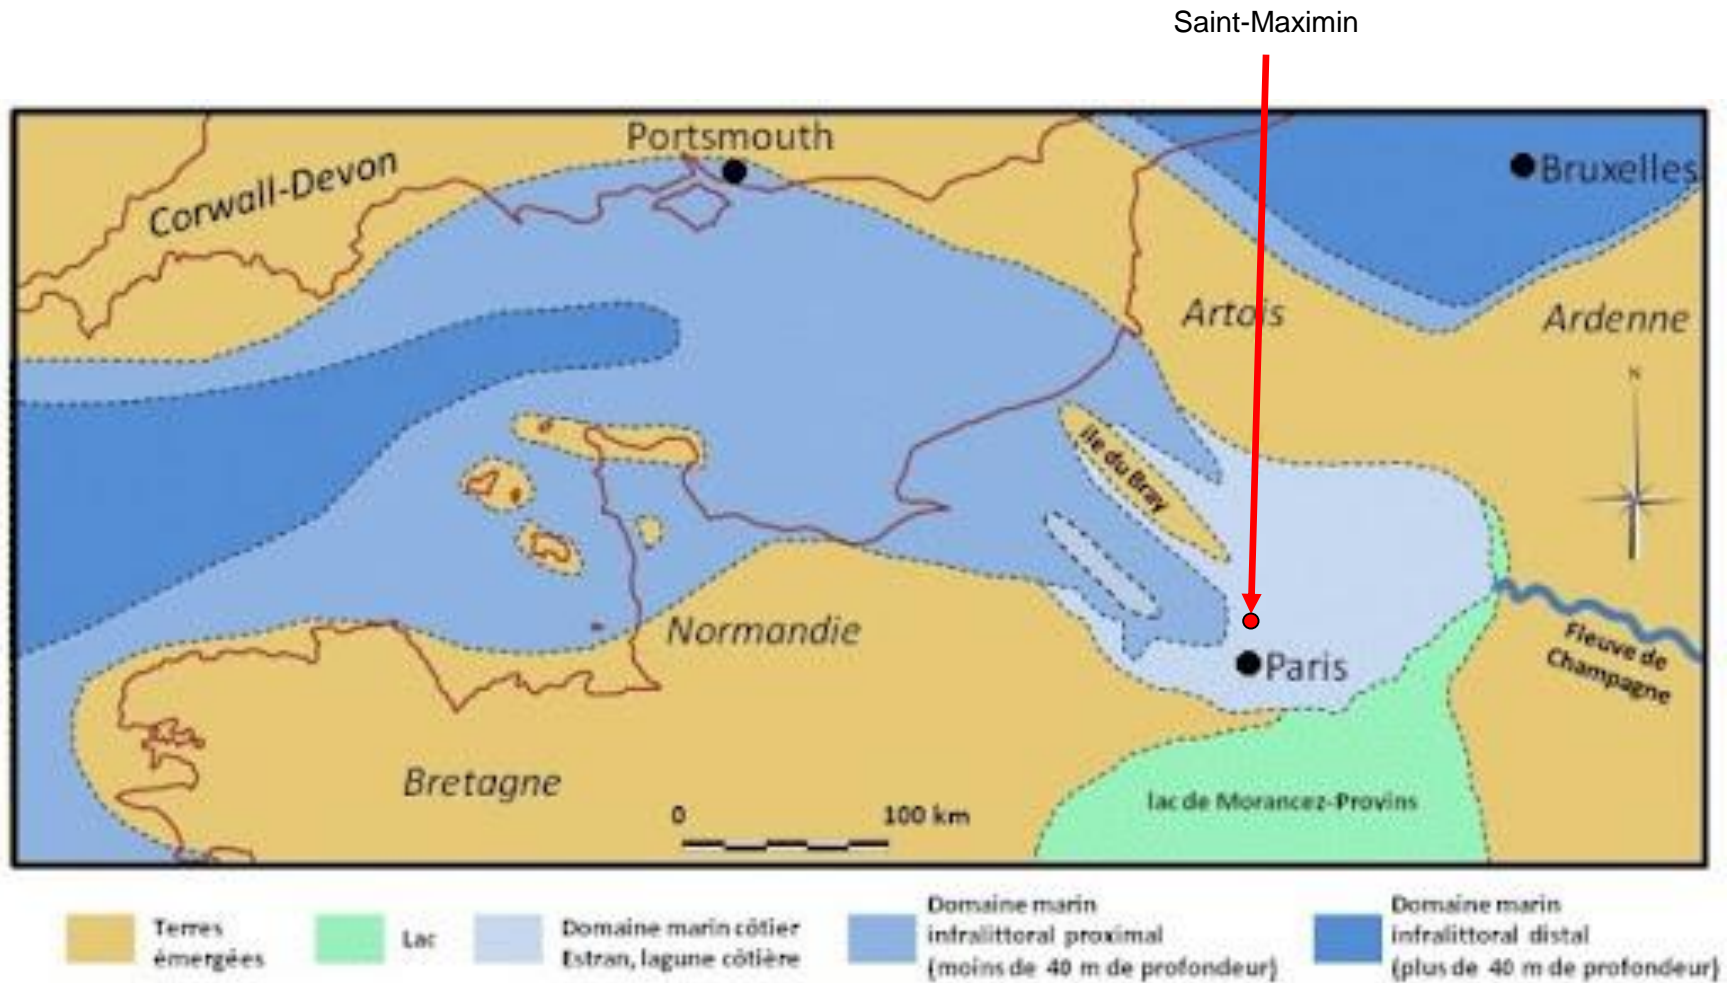 Saint-Maximin
Portsmouth
Corwall-Devon
Bruxelles
Artois
Ardenne
N
ile du Bray
Normandie
Paris
Fleuve de
Champagne
Bretagne
lac de Morancez-Provins
0 100 km
Terres
émergées
Lac
Domaine marin côtier
Estran, lagune côtière
Domaine marin
infralittoral proximal
(moins de 40 m de profondeur)
Domaine marin
infralittoral distal
(plus de 40 m de profondeur)